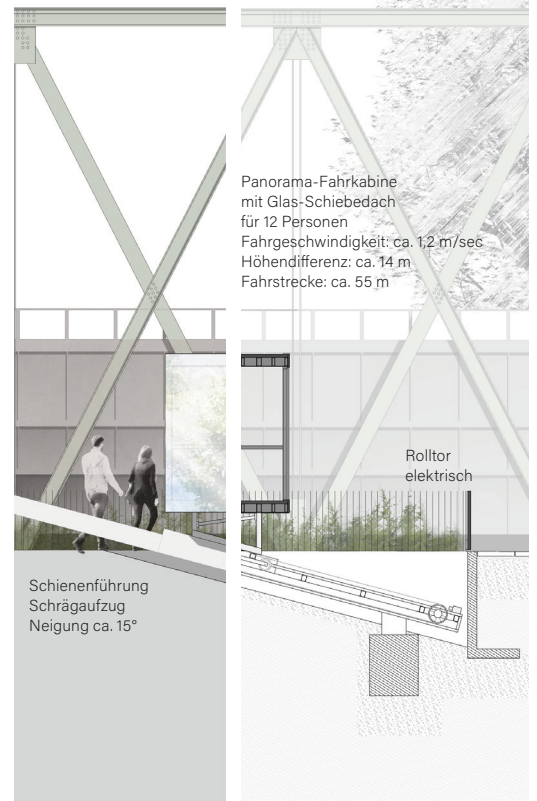 Panorama-Fahrkabine
mit Glas-Schiebedach
für 12 Personen
Fahrgeschwindigkeit: ca. 1,2 m/sec
Höhendifferenz: ca. 14 m
Fahrstrecke: ca. 55 m
Rolltor
elektrisch
Schienenführung
Schrägaufzug
Neigung ca. 15°